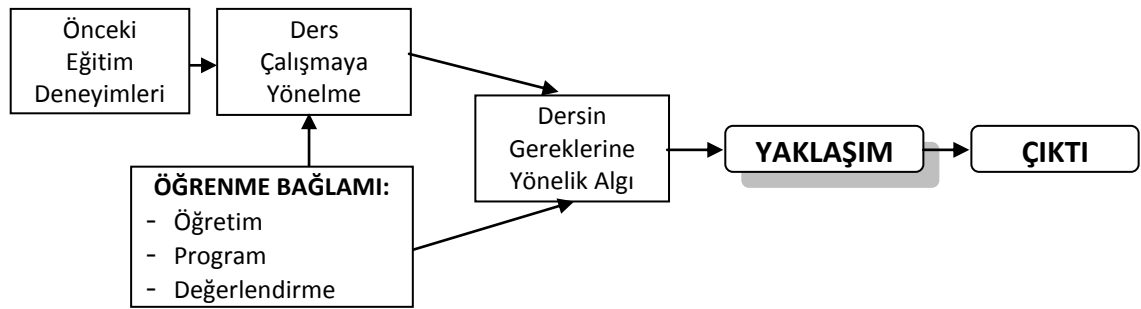 Önceki
Eğitim
Deneyimleri
Ders
Çalışmaya
Yönelme
Dersin
Gereklerine
Yönelik Algı
YAKLAŞIM
ÇIKTI
ÖĞRENME BAĞLAMI:
- Öğretim
- Program
- Değerlendirme